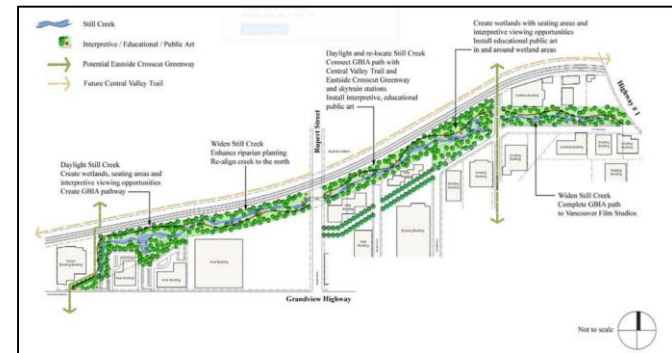 Still Creek
Interpretive / Educational / Public Art
Potential Eastside Crosscut Greenway
Future Central Valley Trail
Create wetlands with seating areas and
interpretive viewing opportunities
Install educational public art
in and around wetland areas
Daylight and re-locate Still Creek
Connect GBIA path with
Central Valley Trail and
Eastside Crosscut Greenway
and skytrain stations
Install interpretive, educational
public art
Highway # 1
Rupert Street
Widen Still Creek
Enhance riparian planting
Re-align creek to the north
Daylight Still Creek
Create wetlands, seating areas and
interpretive viewing opportunities
Create GBIA pathway
Widen Still Creek
Complete GBIA path
to Vancouver Film Studios
Grandview Highway
Not to scale